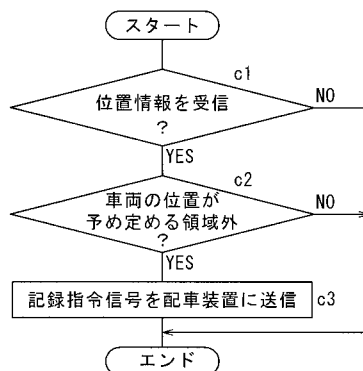 スタート
c1
位置情報を受信
?
NO
YES
c2
車両の位置が
予め定める領域外
?
NO
YES
記録指令信号を配車装置に送信
c3
エンド